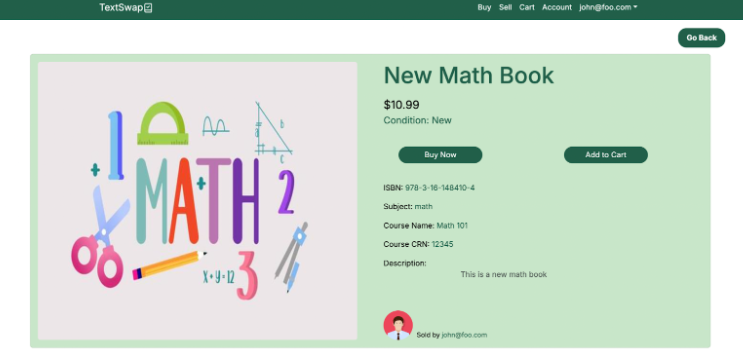 TextSwap
Buy Sell Cart Account john@foo.com
Go Back
New Math Book
$10.99
Condition: New
Buy Now Add to Cart
ISBN: 978-3-16-148410-4
Subject: math
Course Name: Math 101
Course CRN: 12345
Description:
This is a new math book
Sold by john@foo.com
1
b
c
+
MATH
+
2
3
x+y=12